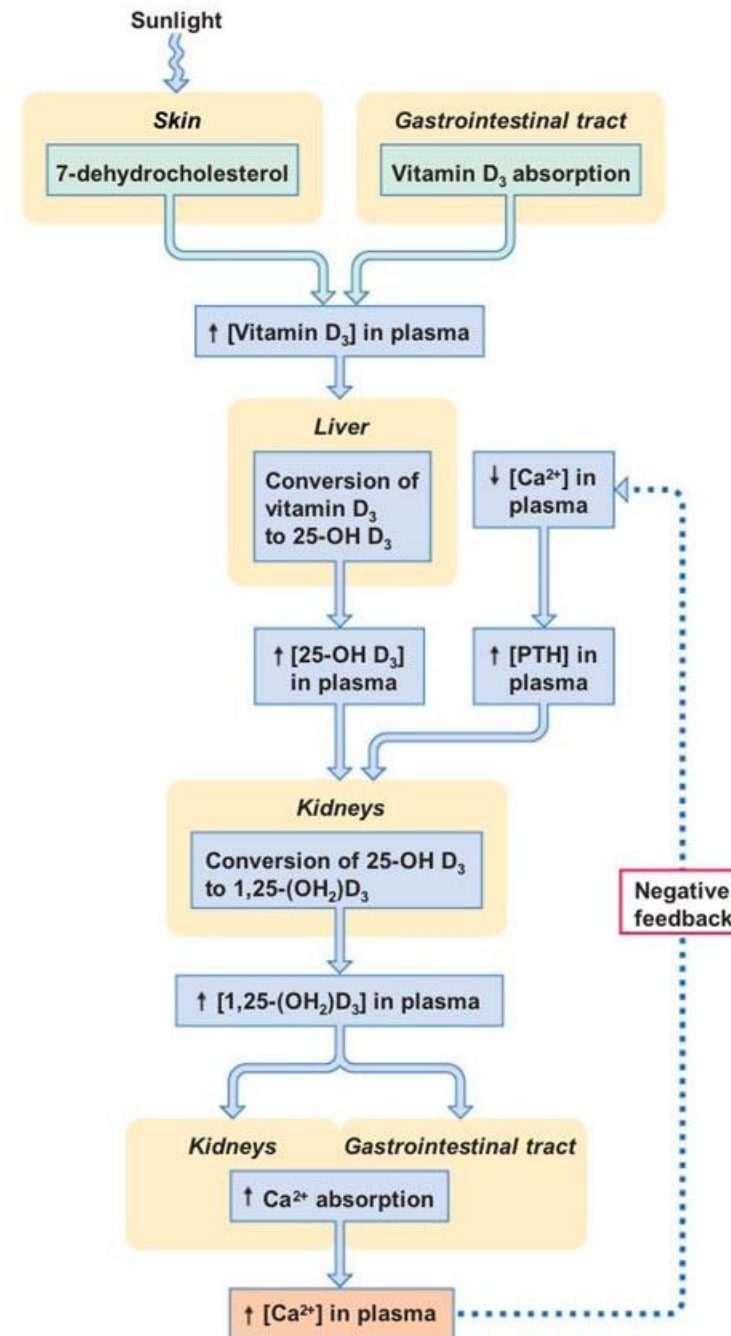 Sunlight
Skin
7-dehydrocholesterol
Gastrointestinal tract
Vitamin D₃ absorption
↑ [Vitamin D₃] in plasma
Liver
Conversion of
vitamin D₃
to 25-OH D₃
↓ [Ca²⁺] in
plasma
↑ [25-OH D₃]
in plasma
↑ [PTH] in
plasma
Kidneys
Conversion of 25-OH D₃
to 1,25-(OH₂)D₃
Negative
feedback
↑ [1,25-(OH₂)D₃] in plasma
Kidneys
Gastrointestinal tract
↑ Ca²⁺ absorption
↑ [Ca²⁺] in plasma